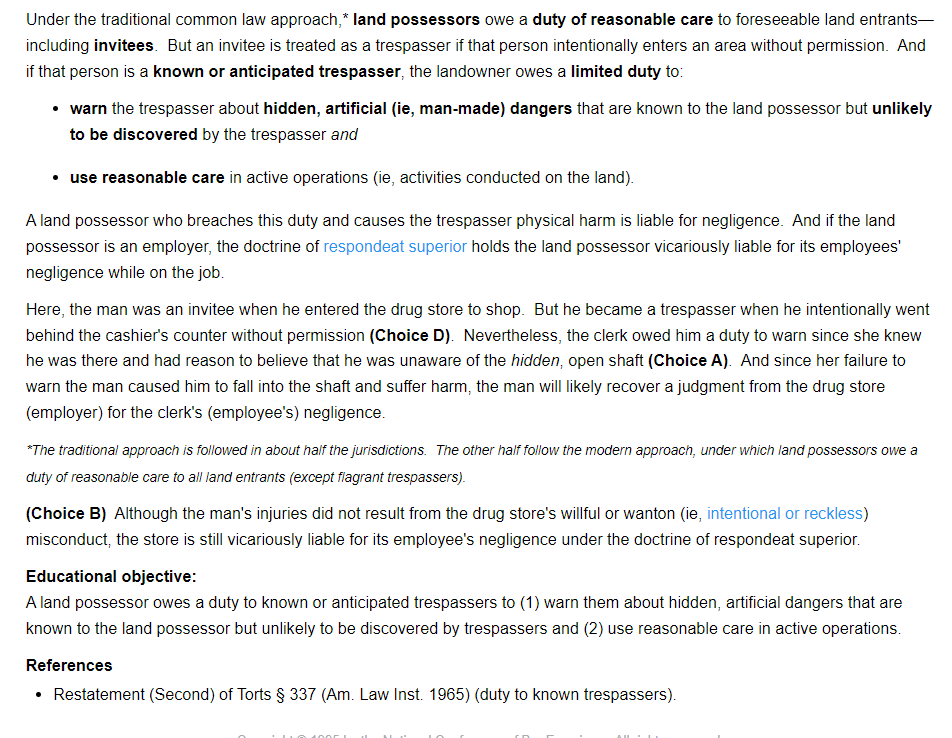 Under the traditional common law approach,* land possessors owe a duty of reasonable care to foreseeable land entrants—
including invitees.  But an invitee is treated as a trespasser if that person intentionally enters an area without permission.  And
if that person is a known or anticipated trespasser, the landowner owes a limited duty to:
• warn the trespasser about hidden, artificial (ie, man-made) dangers that are known to the land possessor but unlikely
to be discovered by the trespasser and
• use reasonable care in active operations (ie, activities conducted on the land).
A land possessor who breaches this duty and causes the trespasser physical harm is liable for negligence.  And if the land
possessor is an employer, the doctrine of respondeat superior holds the land possessor vicariously liable for its employees'
negligence while on the job.
Here, the man was an invitee when he entered the drug store to shop.  But he became a trespasser when he intentionally went
behind the cashier's counter without permission (Choice D).  Nevertheless, the clerk owed him a duty to warn since she knew
he was there and had reason to believe that he was unaware of the hidden, open shaft (Choice A).  And since her failure to
warn the man caused him to fall into the shaft and suffer harm, the man will likely recover a judgment from the drug store
(employer) for the clerk's (employee's) negligence.
*The traditional approach is followed in about half the jurisdictions.  The other half follow the modern approach, under which land possessors owe a
duty of reasonable care to all land entrants (except flagrant trespassers).
(Choice B)  Although the man's injuries did not result from the drug store's willful or wanton (ie, intentional or reckless)
misconduct, the store is still vicariously liable for its employee's negligence under the doctrine of respondeat superior.
Educational objective:
A land possessor owes a duty to known or anticipated trespassers to (1) warn them about hidden, artificial dangers that are
known to the land possessor but unlikely to be discovered by trespassers and (2) use reasonable care in active operations.
References
• Restatement (Second) of Torts § 337 (Am. Law Inst. 1965) (duty to known trespassers).